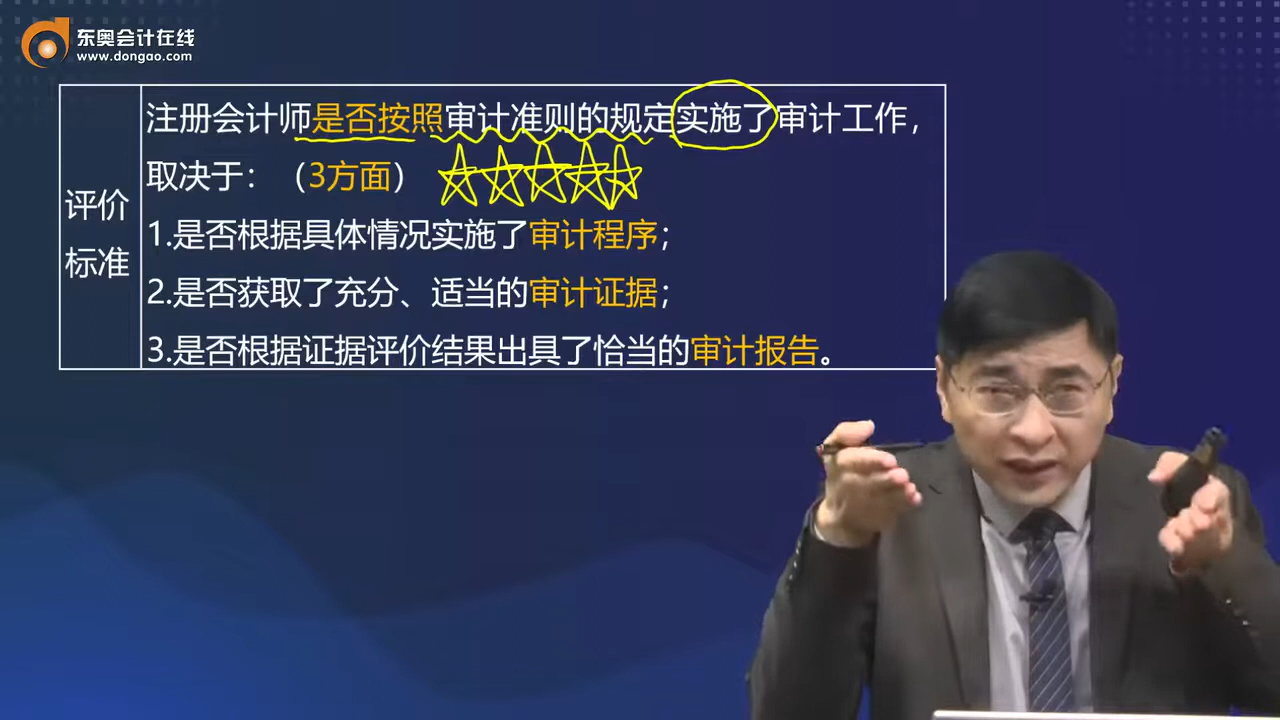 东奥会计在线
www.dongao.com
注册会计师是否按照审计准则的规定实施了审计工作，
取决于：（3方面）
评价
标准
1.是否根据具体情况实施了审计程序；
2.是否获取了充分、适当的审计证据；
3.是否根据证据评价结果出具了恰当的审计报告。